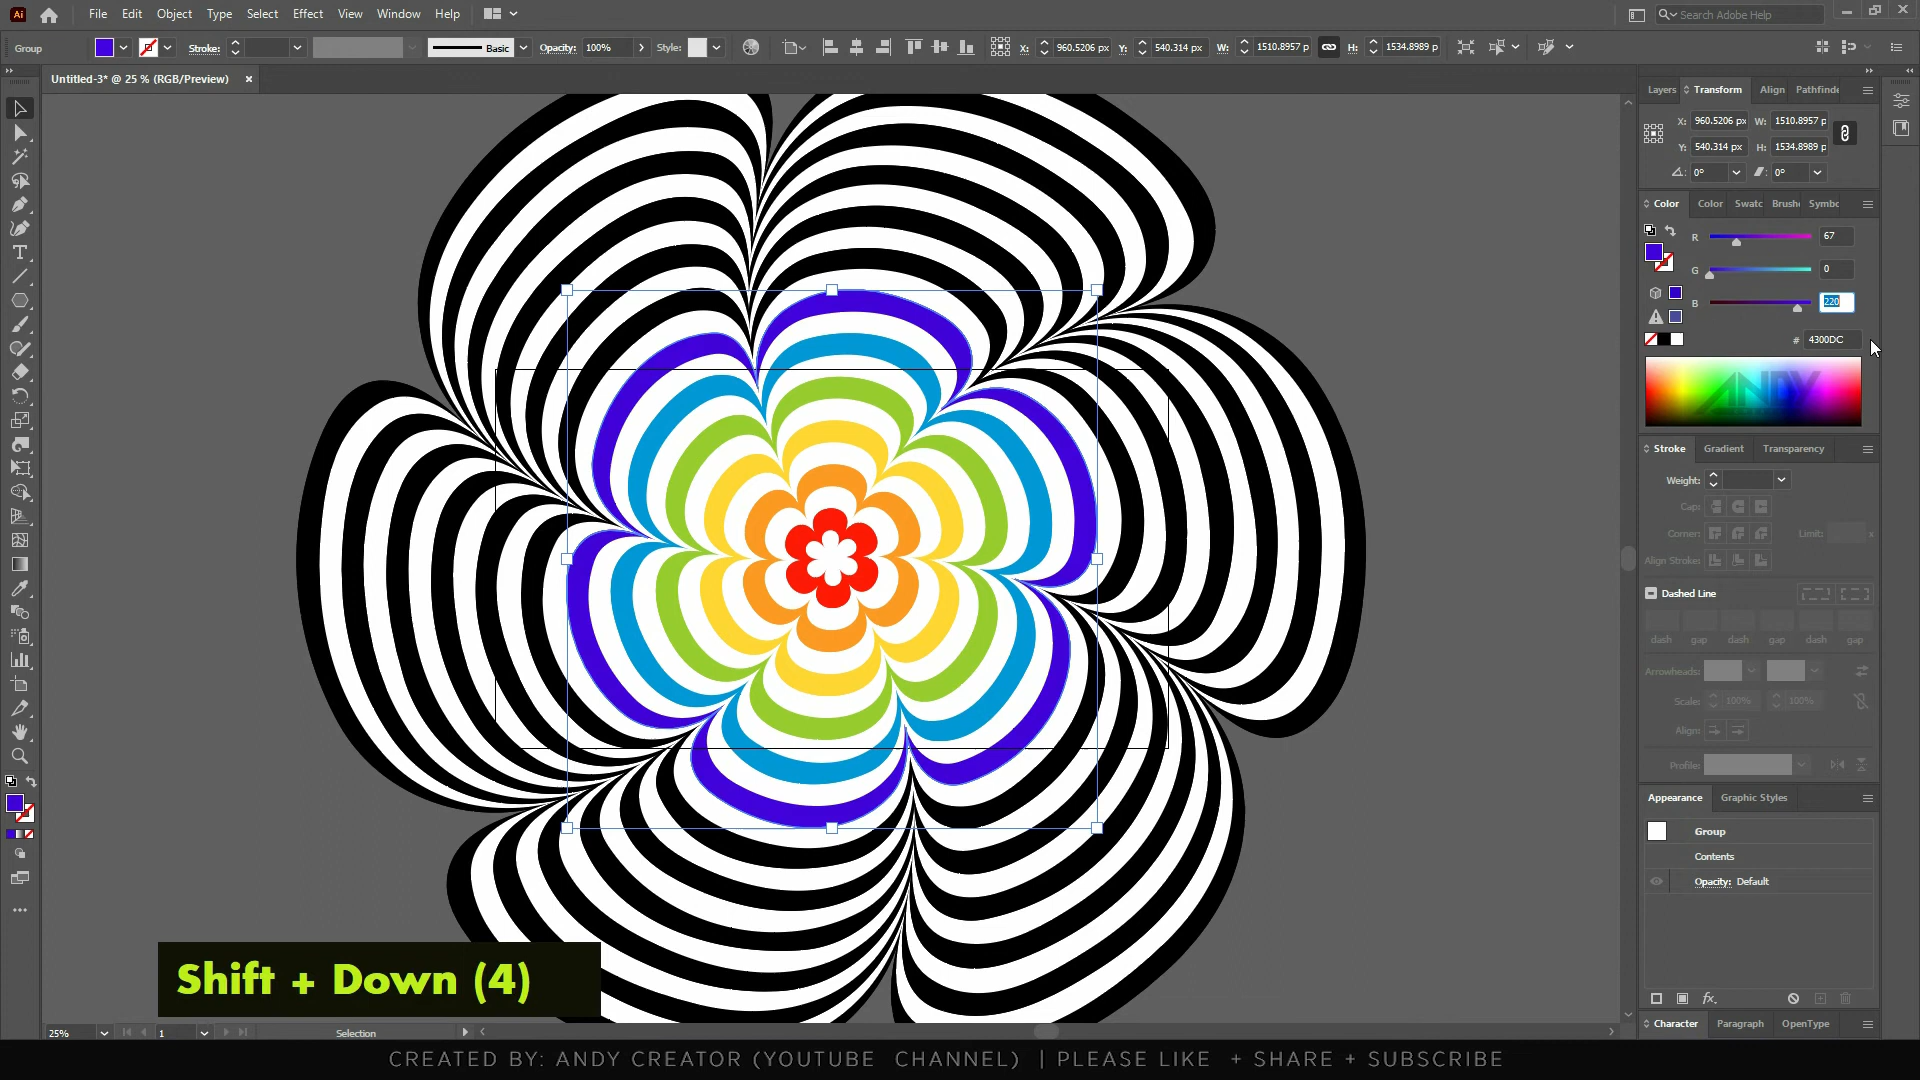 Ai File Edit Object Type Select Effect View Window Help Search Adobe Help
Group Stroke: Basic Opacity: 100% Style: X: 960.5206 px Y: 540.314 px W: 1510.8957 p H: 1534.8989 p
Untitled-3* @ 25 % (RGB/Preview) ×
Layers Transform Align Pathfinde
X: 960.5206 px W: 1510.8957 p
Y: 540.314 px H: 1534.8989 p
0° 0°
Color Color Swatc Brushe Symbc
R 67
G 0
B 220
# 4300DC
ANDY
Stroke Gradient Transparency
Weight:
Cap:
Corner: Limit: x
Align Stroke:
Dashed Line
dash gap dash gap dash gap
Arrowheads:
Scale: 100% 100%
Align:
Profile:
Appearance Graphic Styles
Group
Contents
Opacity: Default
fx
Character Paragraph OpenType
Shift + Down (4)
25% 1 Selection
CREATED BY: ANDY CREATOR (YOUTUBE CHANNEL) | PLEASE LIKE + SHARE + SUBSCRIBE